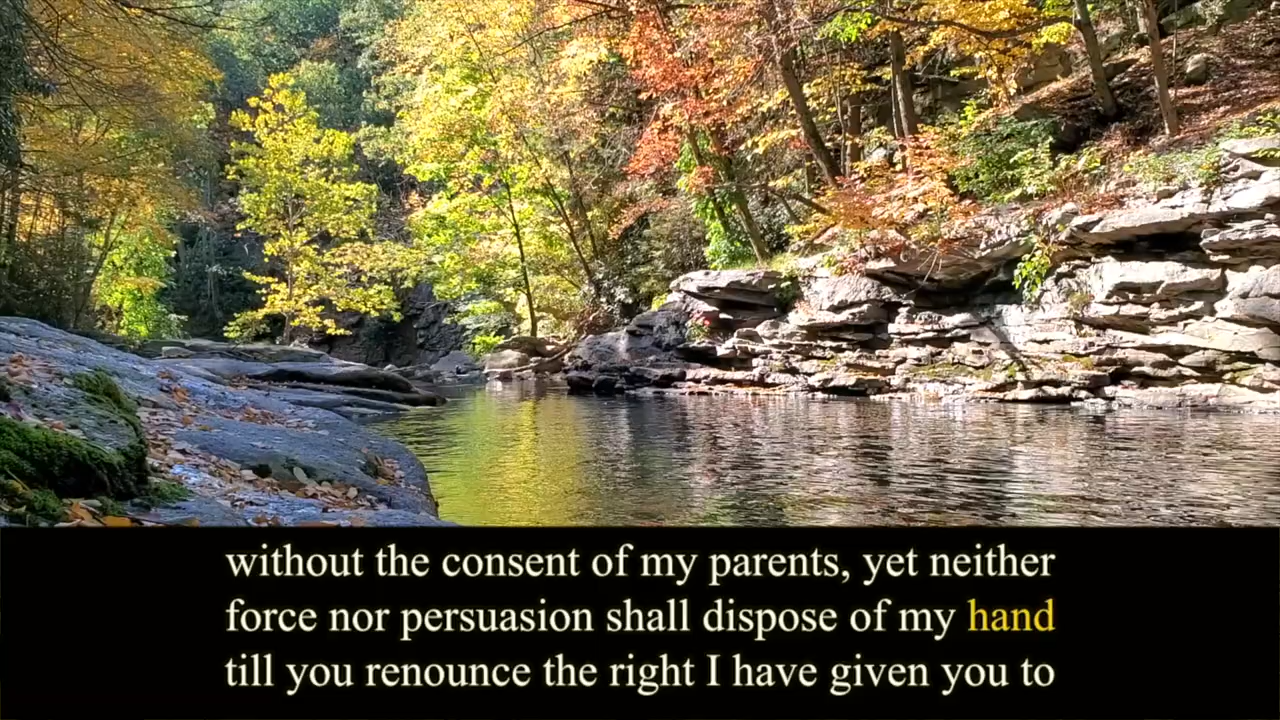 without the consent of my parents, yet neither
force nor persuasion shall dispose of my hand
till you renounce the right I have given you to